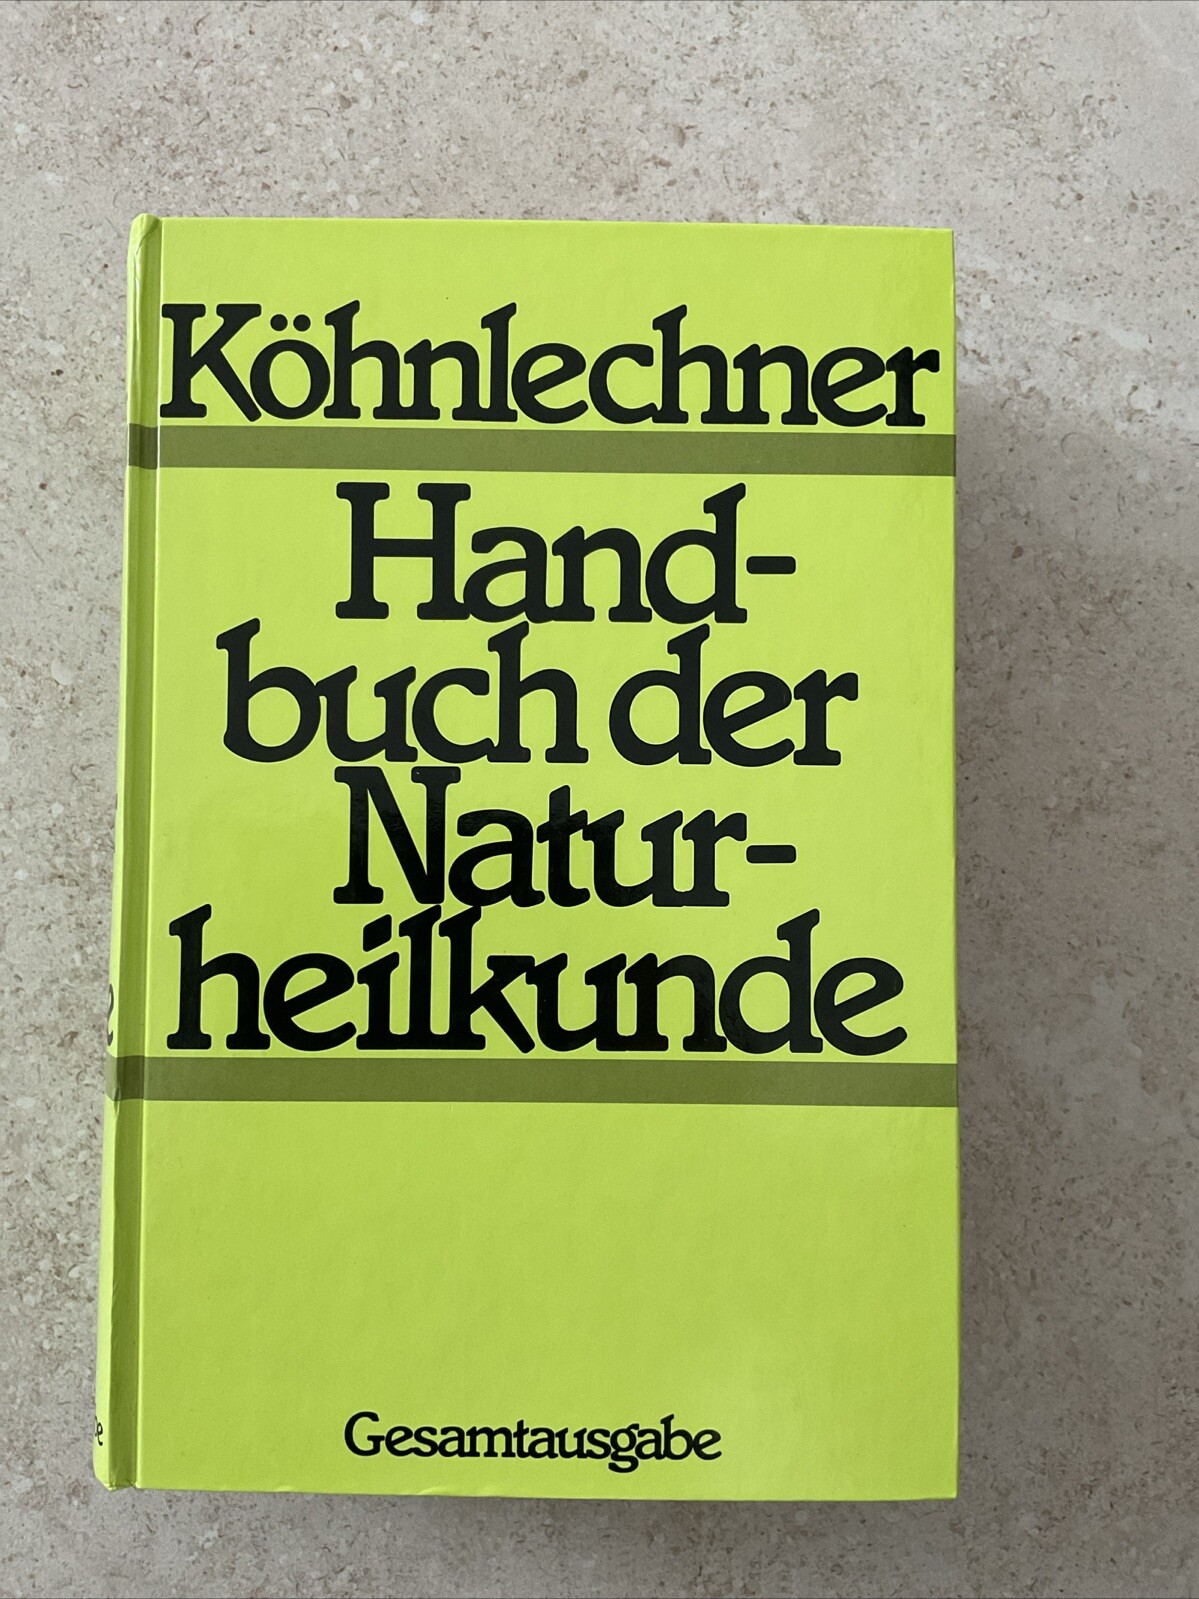 Köhnlechner
Hand-
buch der
Natur-
heilkunde
Gesamtausgabe